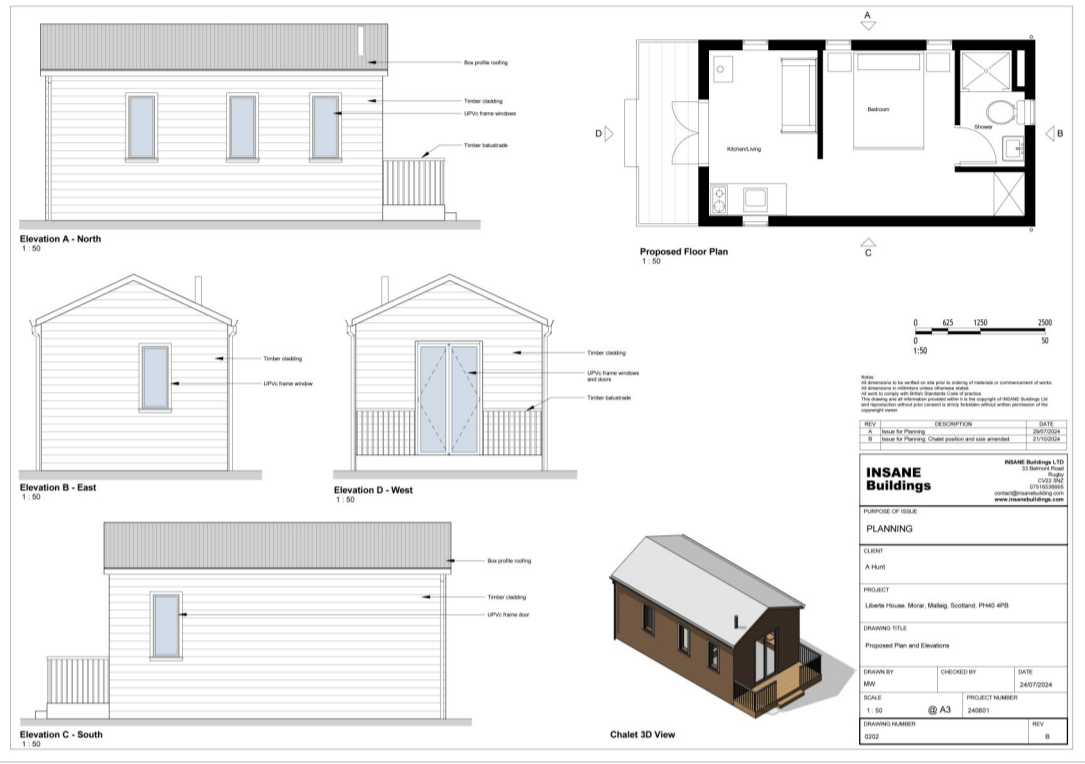 Box profile roofing
Timber cladding
UPVc frame windows
Timber balustrade
Elevation A - North
1 : 50
A
D
B
C
Bedroom
Shower
Kitchen/Living
Proposed Floor Plan
1 : 50
Timber cladding
UPVc frame window
Elevation B - East
1 : 50
Timber cladding
UPVc frame windows
and doors
Timber balustrade
Elevation D - West
1 : 50
Box profile roofing
Timber cladding
UPVc frame door
Elevation C - South
1 : 50
Chalet 3D View
0 625 1250 2500
0 50
1:50
Notes:
All dimensions to be verified on site prior to ordering of materials or commencement of works.
All dimensions in millimeters unless otherwise stated.
All work to comply with British Standards Code of practice.
This drawing and all information provided within it is the copyright of INSANE Buildings Ltd
and reproduction without prior consent is strictly forbidden without written permission of the
copyright owner.
REV DESCRIPTION DATE
A Issue for Planning 29/07/2024
B Issue for Planning. Chalet position and size amended. 21/10/2024
INSANE
Buildings
INSANE Buildings LTD
33 Belmont Road
Rugby
CV22 5NZ
07516536665
contact@insanebuilding.com
www.insanebuildings.com
PURPOSE OF ISSUE
PLANNING
CLIENT
A Hunt
PROJECT
Liberte House, Morar, Mallaig, Scotland, PH40 4PB
DRAWING TITLE
Proposed Plan and Elevations
DRAWN BY CHECKED BY DATE
MW 24/07/2024
SCALE PROJECT NUMBER
1 : 50 @ A3 240601
DRAWING NUMBER REV
0202 B